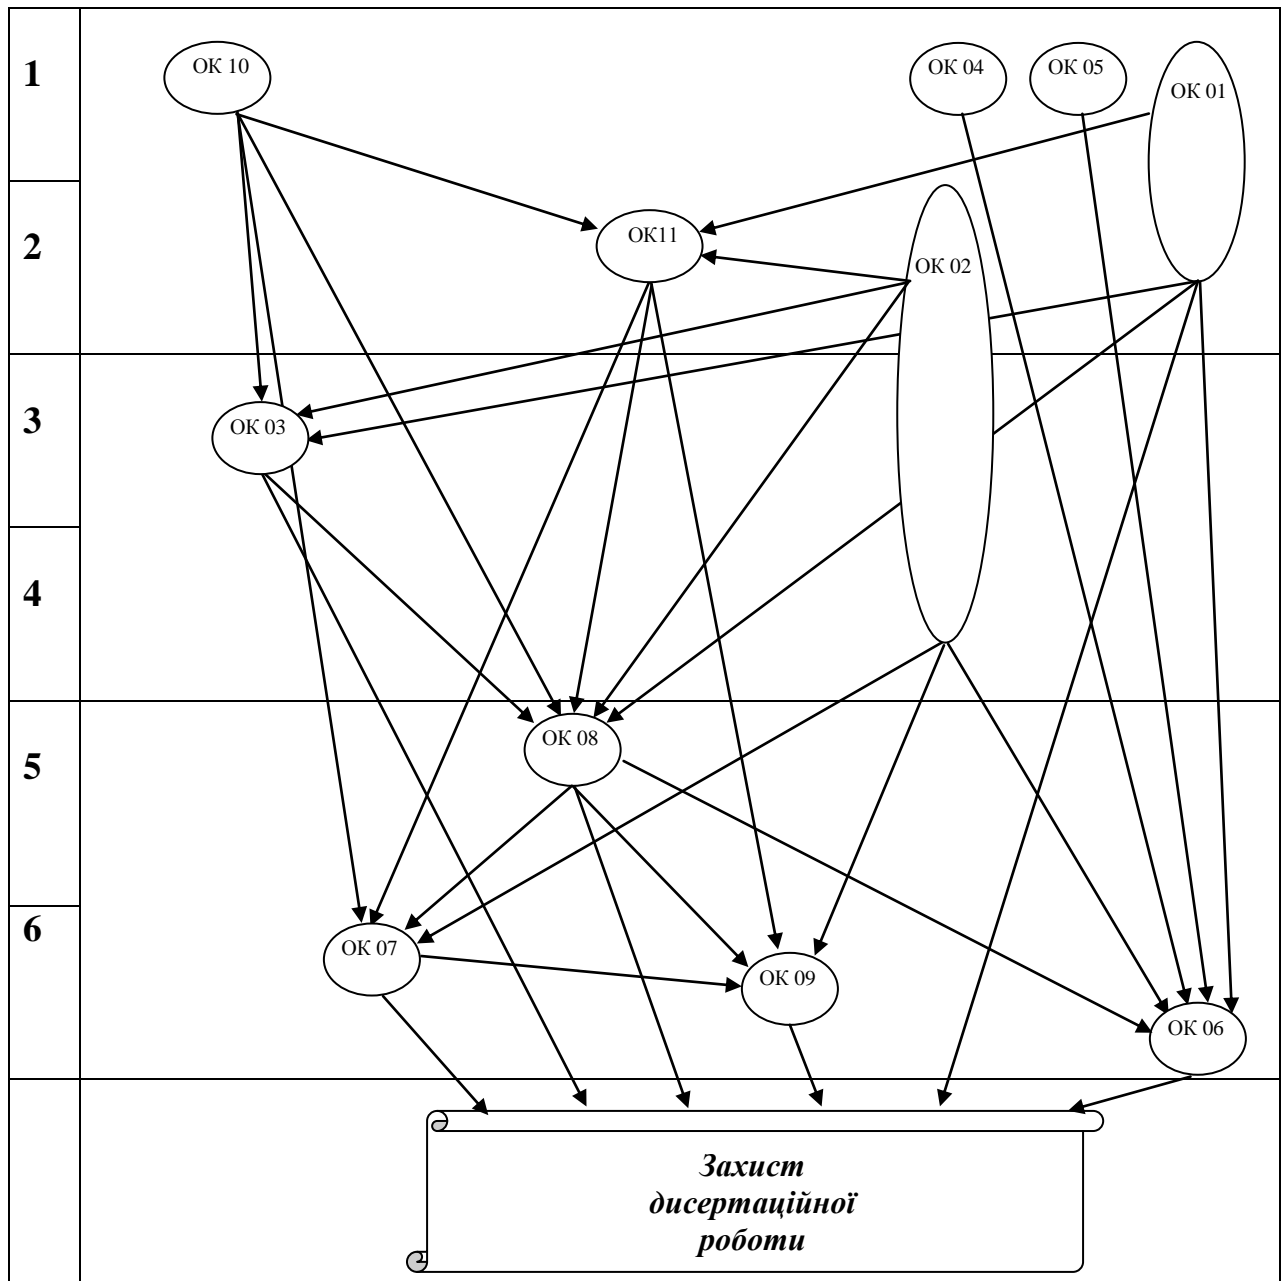 1
ОК 10
ОК 04
ОК 05
ОК 01
2
ОК11
ОК 02
3
ОК 03
4
5
ОК 08
6
ОК 07
ОК 09
ОК 06
Захист
дисертаційної
роботи